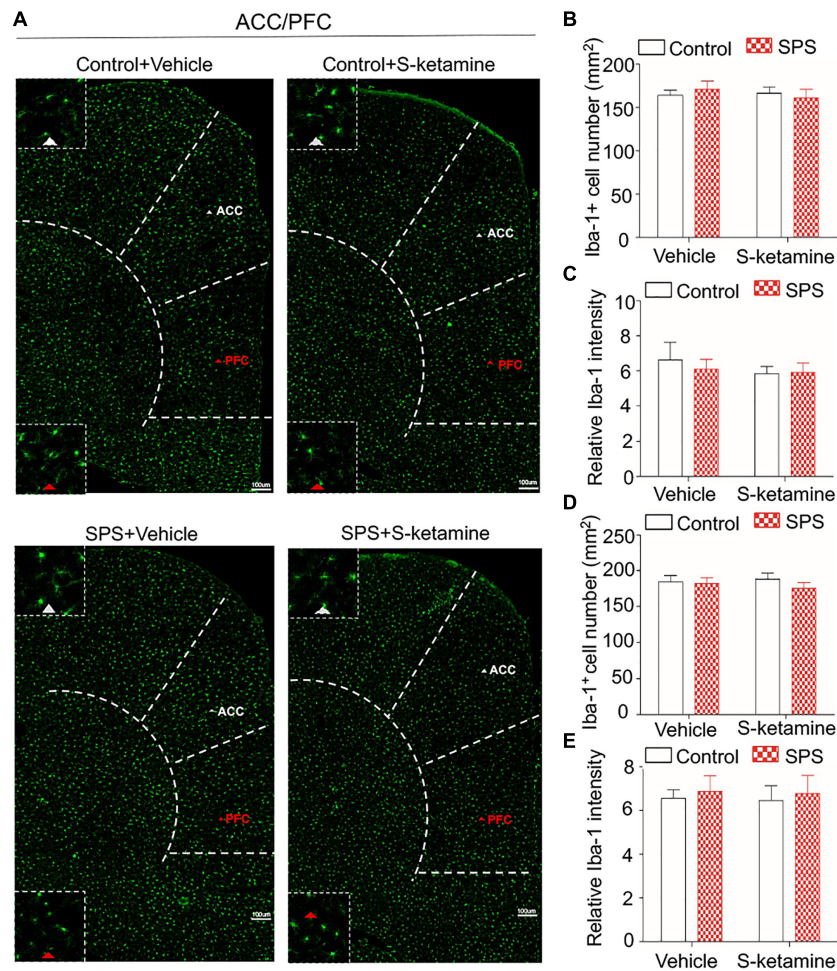 A
ACC/PFC
Control+Vehicle
Control+S-ketamine
ACC
PFC
100um
ACC
PFC
100um
SPS+Vehicle
SPS+S-ketamine
ACC
PFC
100um
ACC
PFC
100um
B
Control SPS
Iba-1+ cell number (mm²)
200
150
100
50
0
Vehicle S-ketamine
C
Control SPS
Relative Iba-1 intensity
10
8
6
4
2
0
Vehicle S-ketamine
D
Control SPS
Iba-1⁺ cell number (mm²)
250
200
150
100
50
0
Vehicle S-ketamine
E
Control SPS
Relative Iba-1 intensity
8
6
4
2
0
Vehicle S-ketamine